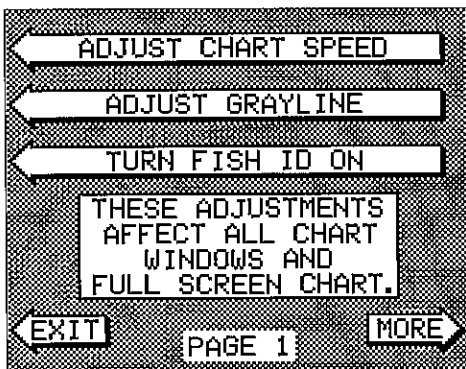 ADJUST CHART SPEED
ADJUST GRAYLINE
TURN FISH ID ON
THESE ADJUSTMENTS
AFFECT ALL CHART
WINDOWS AND
FULL SCREEN CHART.
EXIT
PAGE 1
MORE